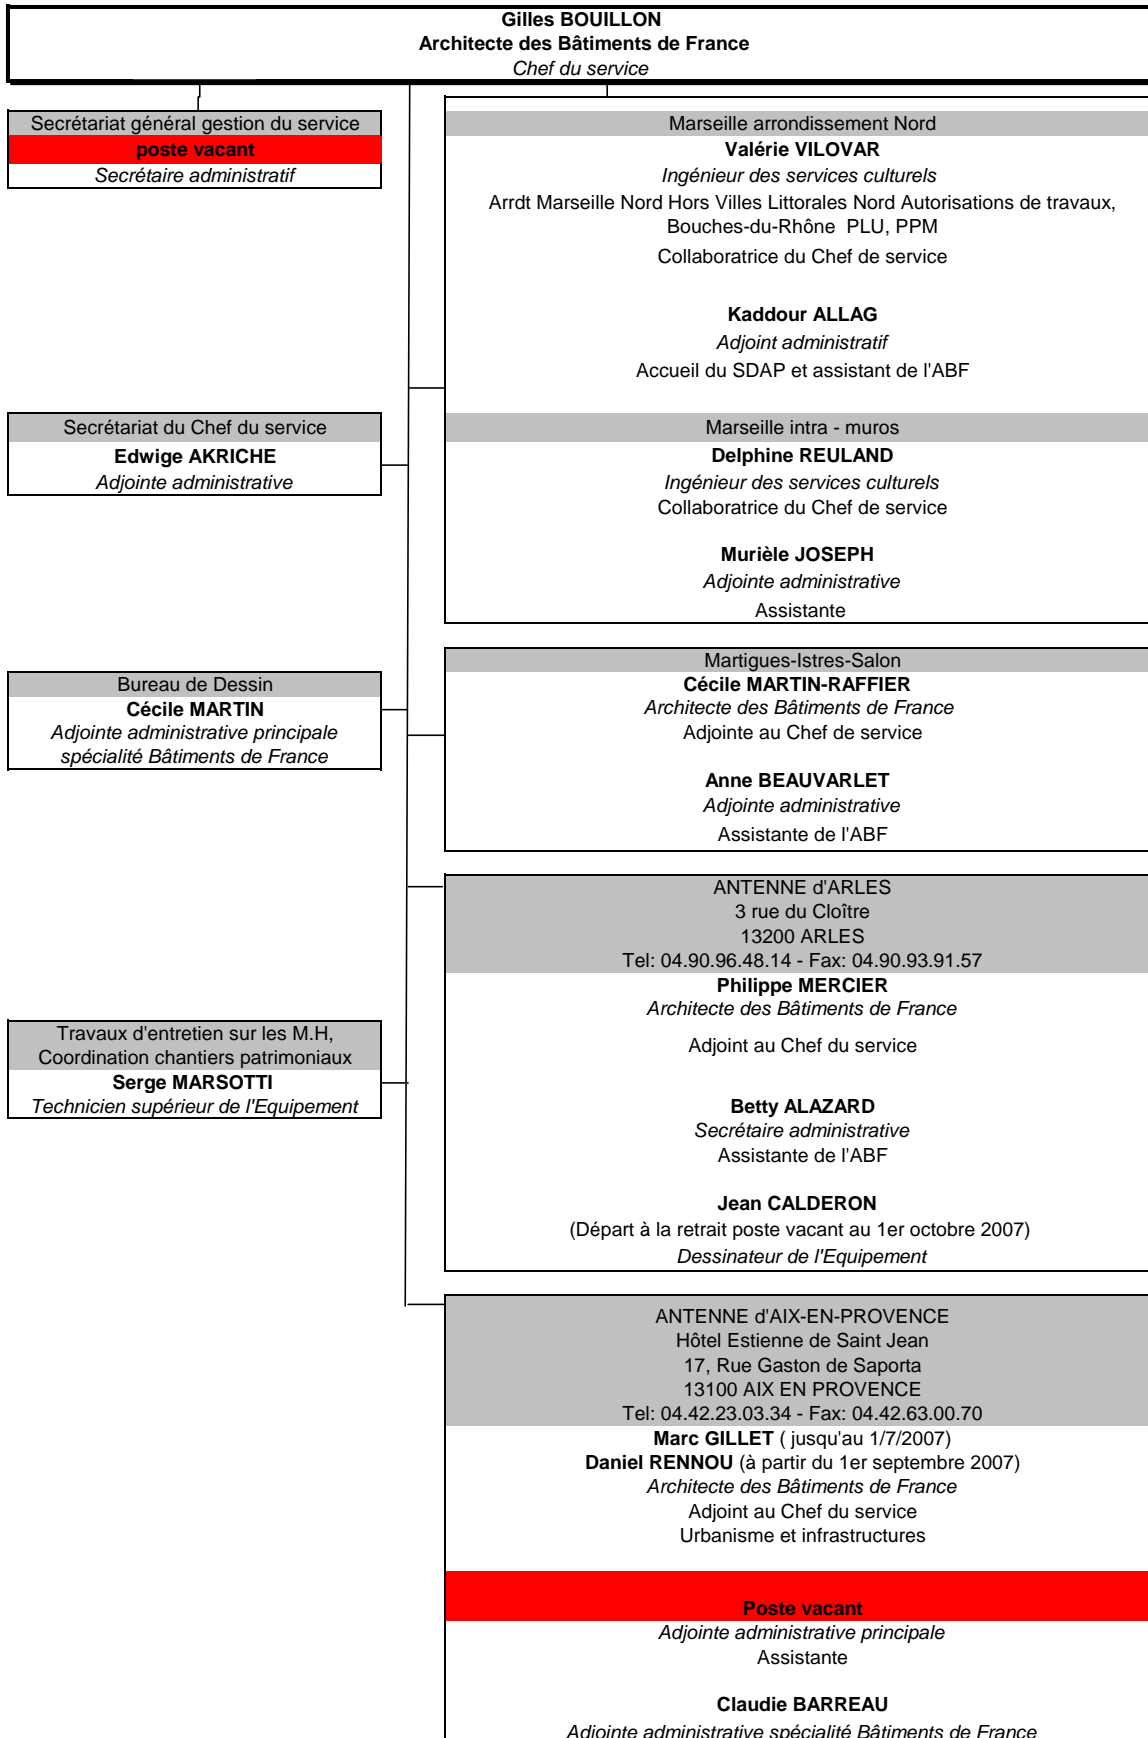 Gilles BOUILLON
Architecte des Bâtiments de France
Chef du service
Secrétariat général gestion du service
poste vacant
Secrétaire administratif
Secrétariat du Chef du service
Edwige AKRICHE
Adjointe administrative
Bureau de Dessin
Cécile MARTIN
Adjointe administrative principale
spécialité Bâtiments de France
Travaux d'entretien sur les M.H,
Coordination chantiers patrimoniaux
Serge MARSOTTI
Technicien supérieur de l'Equipement
Marseille arrondissement Nord
Valérie VILOVAR
Ingénieur des services culturels
Arrdt Marseille Nord Hors Villes Littorales Nord Autorisations de travaux,
Bouches-du-Rhône  PLU, PPM
Collaboratrice du Chef de service
Kaddour ALLAG
Adjoint administratif
Accueil du SDAP et assistant de l'ABF
Marseille intra - muros
Delphine REULAND
Ingénieur des services culturels
Collaboratrice du Chef de service
Murièle JOSEPH
Adjointe administrative
Assistante
Martigues-Istres-Salon
Cécile MARTIN-RAFFIER
Architecte des Bâtiments de France
Adjointe au Chef de service
Anne BEAUVARLET
Adjointe administrative
Assistante de l'ABF
ANTENNE d'ARLES
3 rue du Cloître
13200 ARLES
Tel: 04.90.96.48.14 - Fax: 04.90.93.91.57
Philippe MERCIER
Architecte des Bâtiments de France
Adjoint au Chef du service
Betty ALAZARD
Secrétaire administrative
Assistante de l'ABF
Jean CALDERON
(Départ à la retrait poste vacant au 1er octobre 2007)
Dessinateur de l'Equipement
ANTENNE d'AIX-EN-PROVENCE
Hôtel Estienne de Saint Jean
17, Rue Gaston de Saporta
13100 AIX EN PROVENCE
Tel: 04.42.23.03.34 - Fax: 04.42.63.00.70
Marc GILLET ( jusqu'au 1/7/2007)
Daniel RENNOU (à partir du 1er septembre 2007)
Architecte des Bâtiments de France
Adjoint au Chef du service
Urbanisme et infrastructures
Poste vacant
Adjointe administrative principale
Assistante
Claudie BARREAU
Adjointe administrative spécialité Bâtiments de France